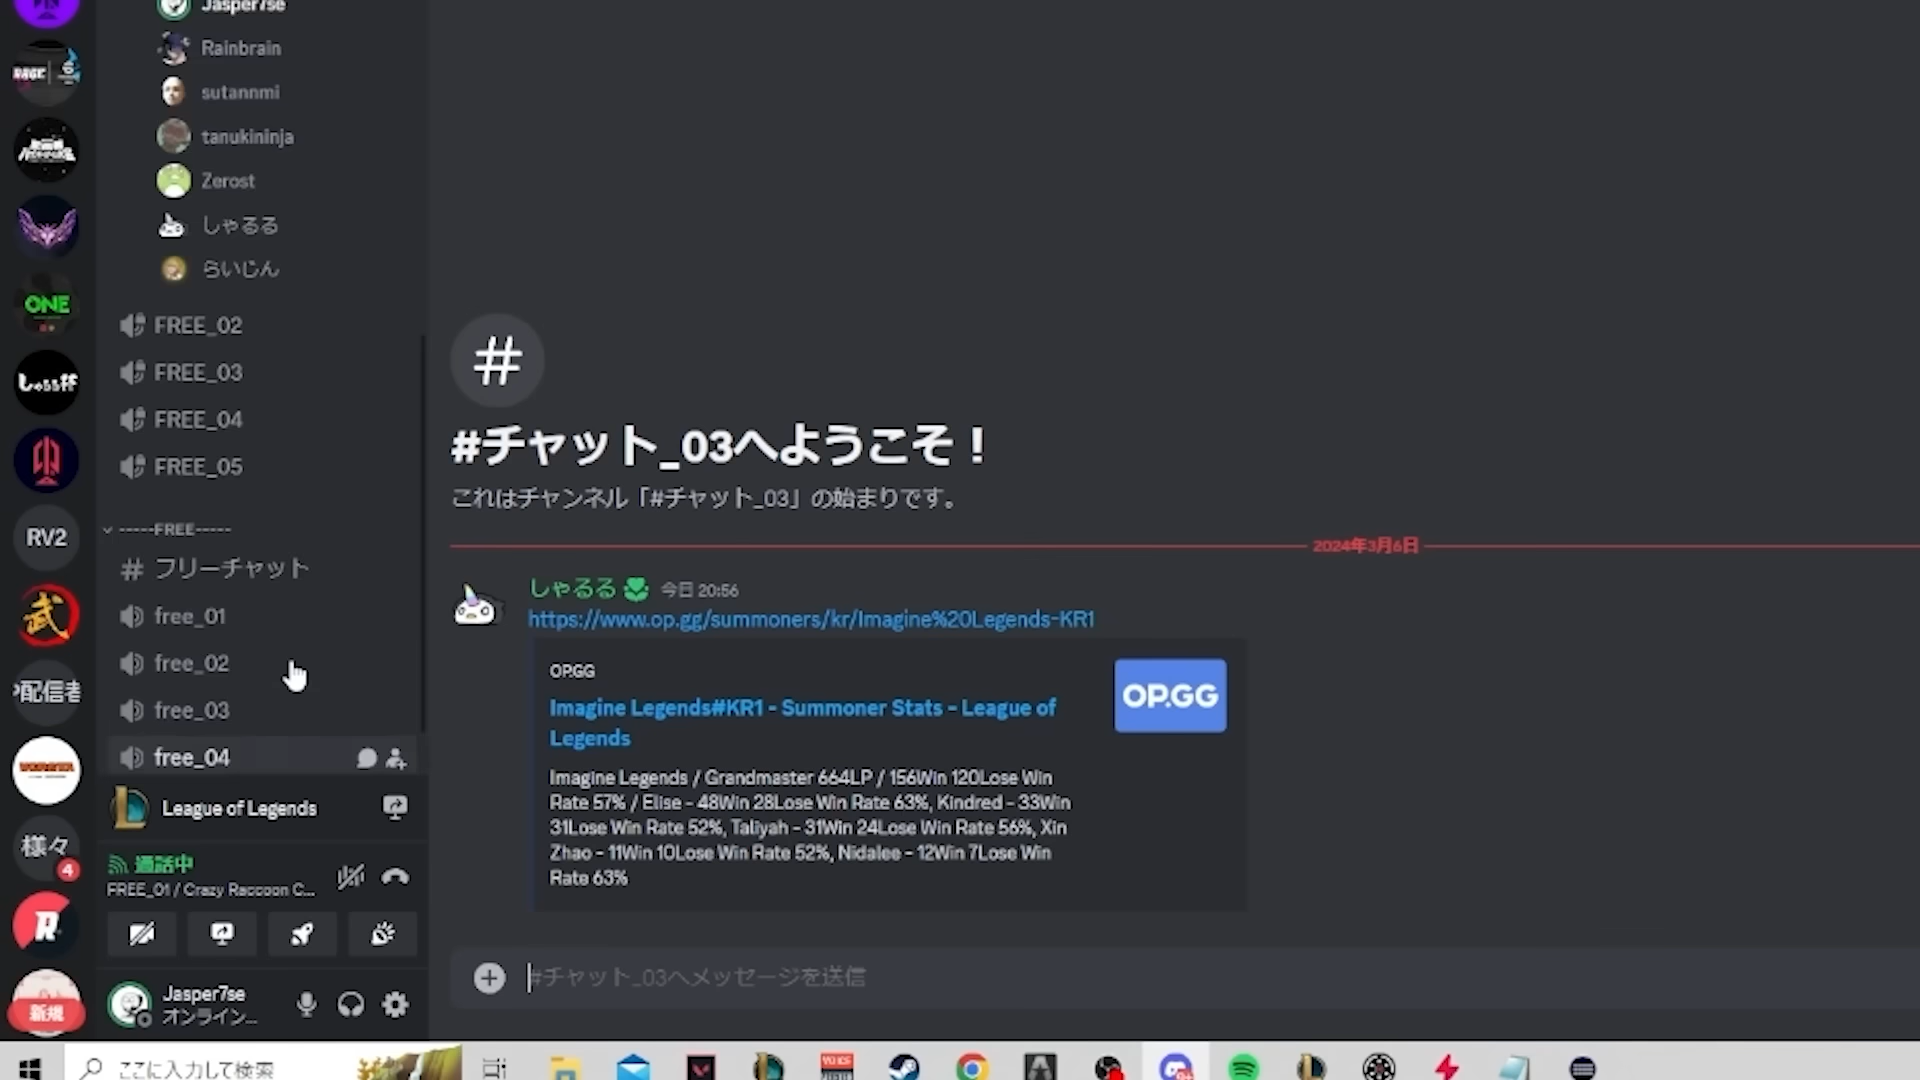 Jasper7se
Rainbrain
sutannmi
tanukininja
Zerost
しゃるる
らいじん
FREE_02
FREE_03
FREE_04
FREE_05
-----FREE-----
# フリーチャット
free_01
free_02
free_03
free_04
League of Legends
通話中
FREE_01 / Crazy Raccoon C...
Jasper7se
オンライン...
RAGE
ONE
RV2
武
配信者
様々
4
R
新規
#
#チャット_03へようこそ！
これはチャンネル「#チャット_03」の始まりです。
2024年3月6日
しゃるる 今日 20:56
https://www.op.gg/summoners/kr/Imagine%20Legends-KR1
OP.GG
Imagine Legends#KR1 - Summoner Stats - League of
Legends
OP.GG
Imagine Legends / Grandmaster 664LP / 156Win 120Lose Win
Rate 57% / Elise - 48Win 28Lose Win Rate 63%, Kindred - 33Win
31Lose Win Rate 52%, Taliyah - 31Win 24Lose Win Rate 56%, Xin
Zhao - 11Win 10Lose Win Rate 52%, Nidalee - 12Win 7Lose Win
Rate 63%
#チャット_03へメッセージを送信
ここに入力して検索